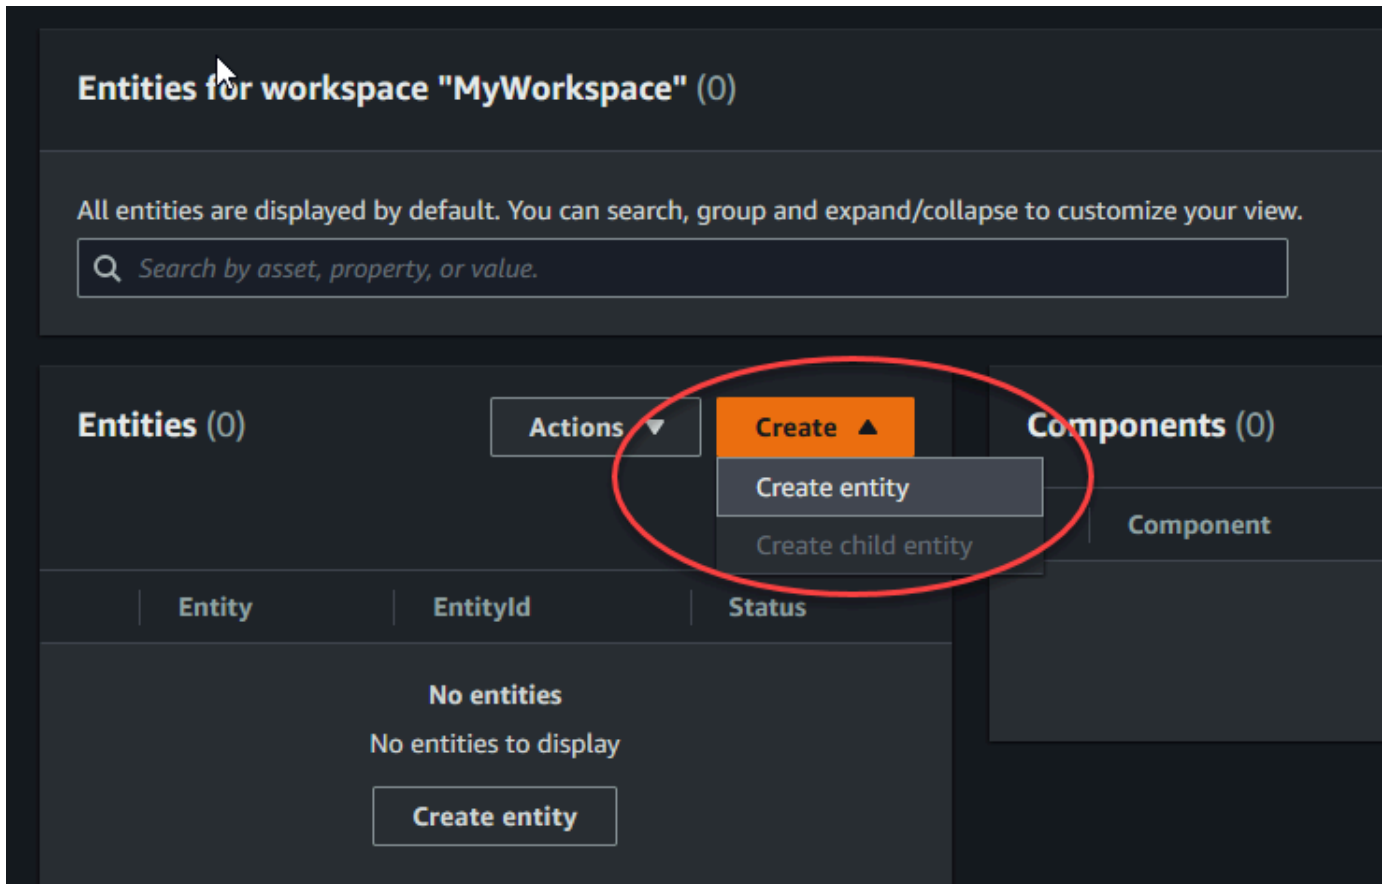 Entities for workspace "MyWorkspace" (0)
All entities are displayed by default. You can search, group and expand/collapse to customize your view.
Search by asset, property, or value.
Entities (0)
Actions
Create
Create entity
Create child entity
Entity
EntityId
Status
No entities
No entities to display
Create entity
Components (0)
Component